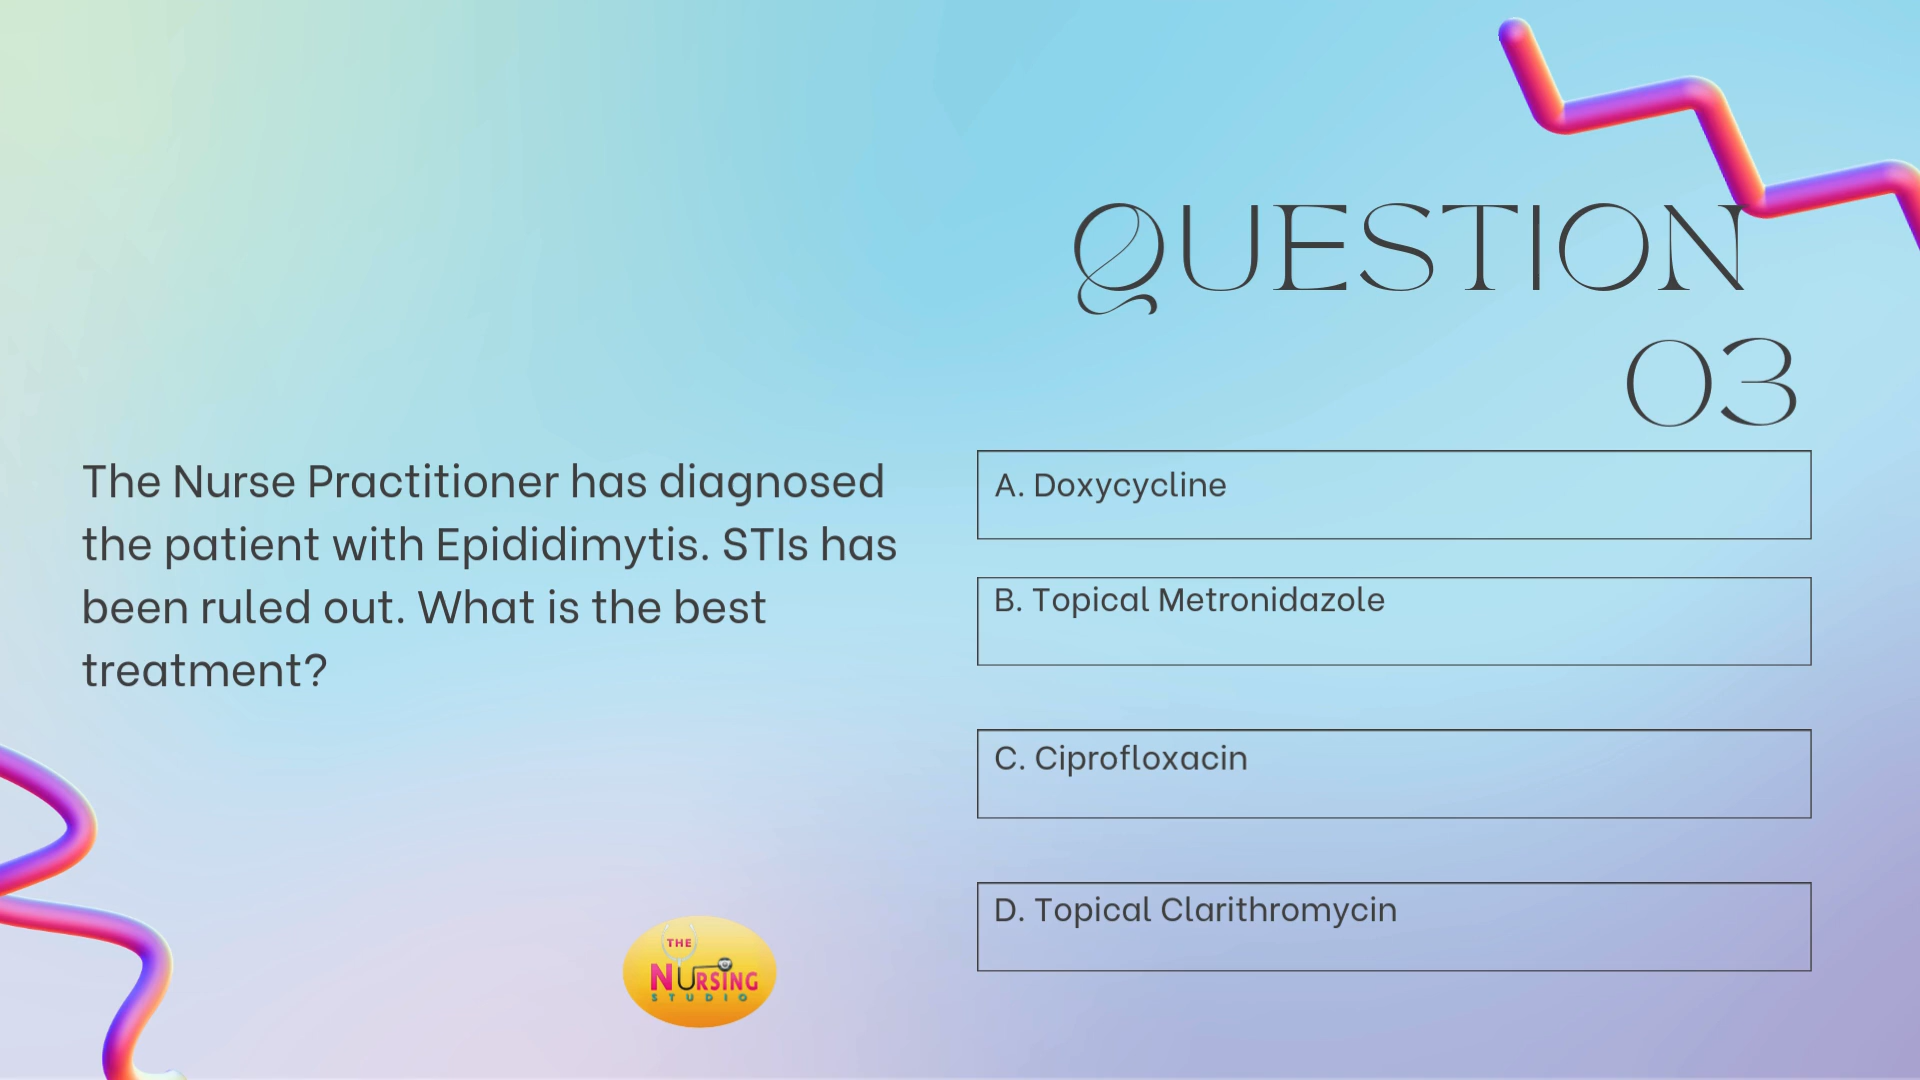 QUESTION
03
The Nurse Practitioner has diagnosed
the patient with Epididimytis. STIs has
been ruled out. What is the best
treatment?
A. Doxycycline
B. Topical Metronidazole
C. Ciprofloxacin
D. Topical Clarithromycin
THE
NURSING
STUDIO